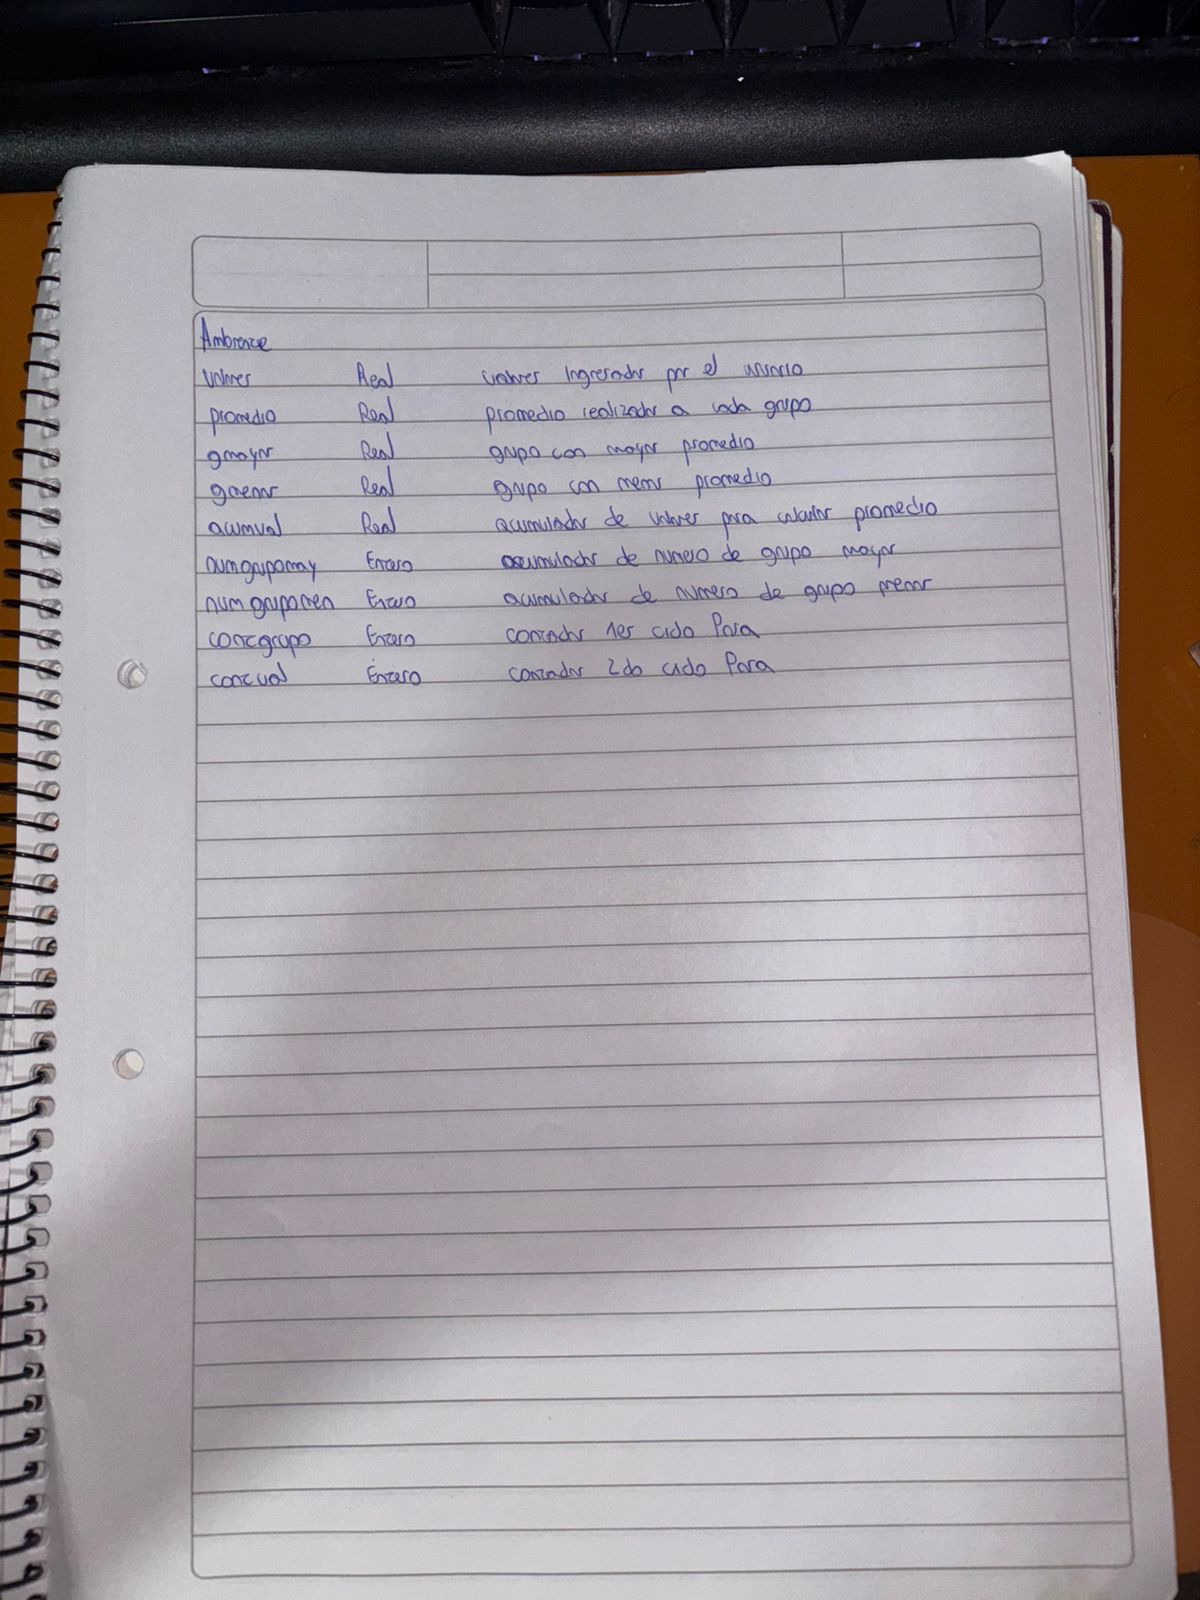 Ambiente
valores Real valores ingresados por el usuario
promedio Real promedio realizador a cada grupo
gmayor Real grupo con mayor promedio
gmenor Real grupo con menor promedio
acumval Real acumulador de valores para calcular promedio
numgrupomay Entero acumulador de numero de grupo mayor
numgrupomen Entero acumulador de numero de grupo menor
contgrupo Entero contador 1er ciclo Para
contval Entero contador 2do ciclo Para